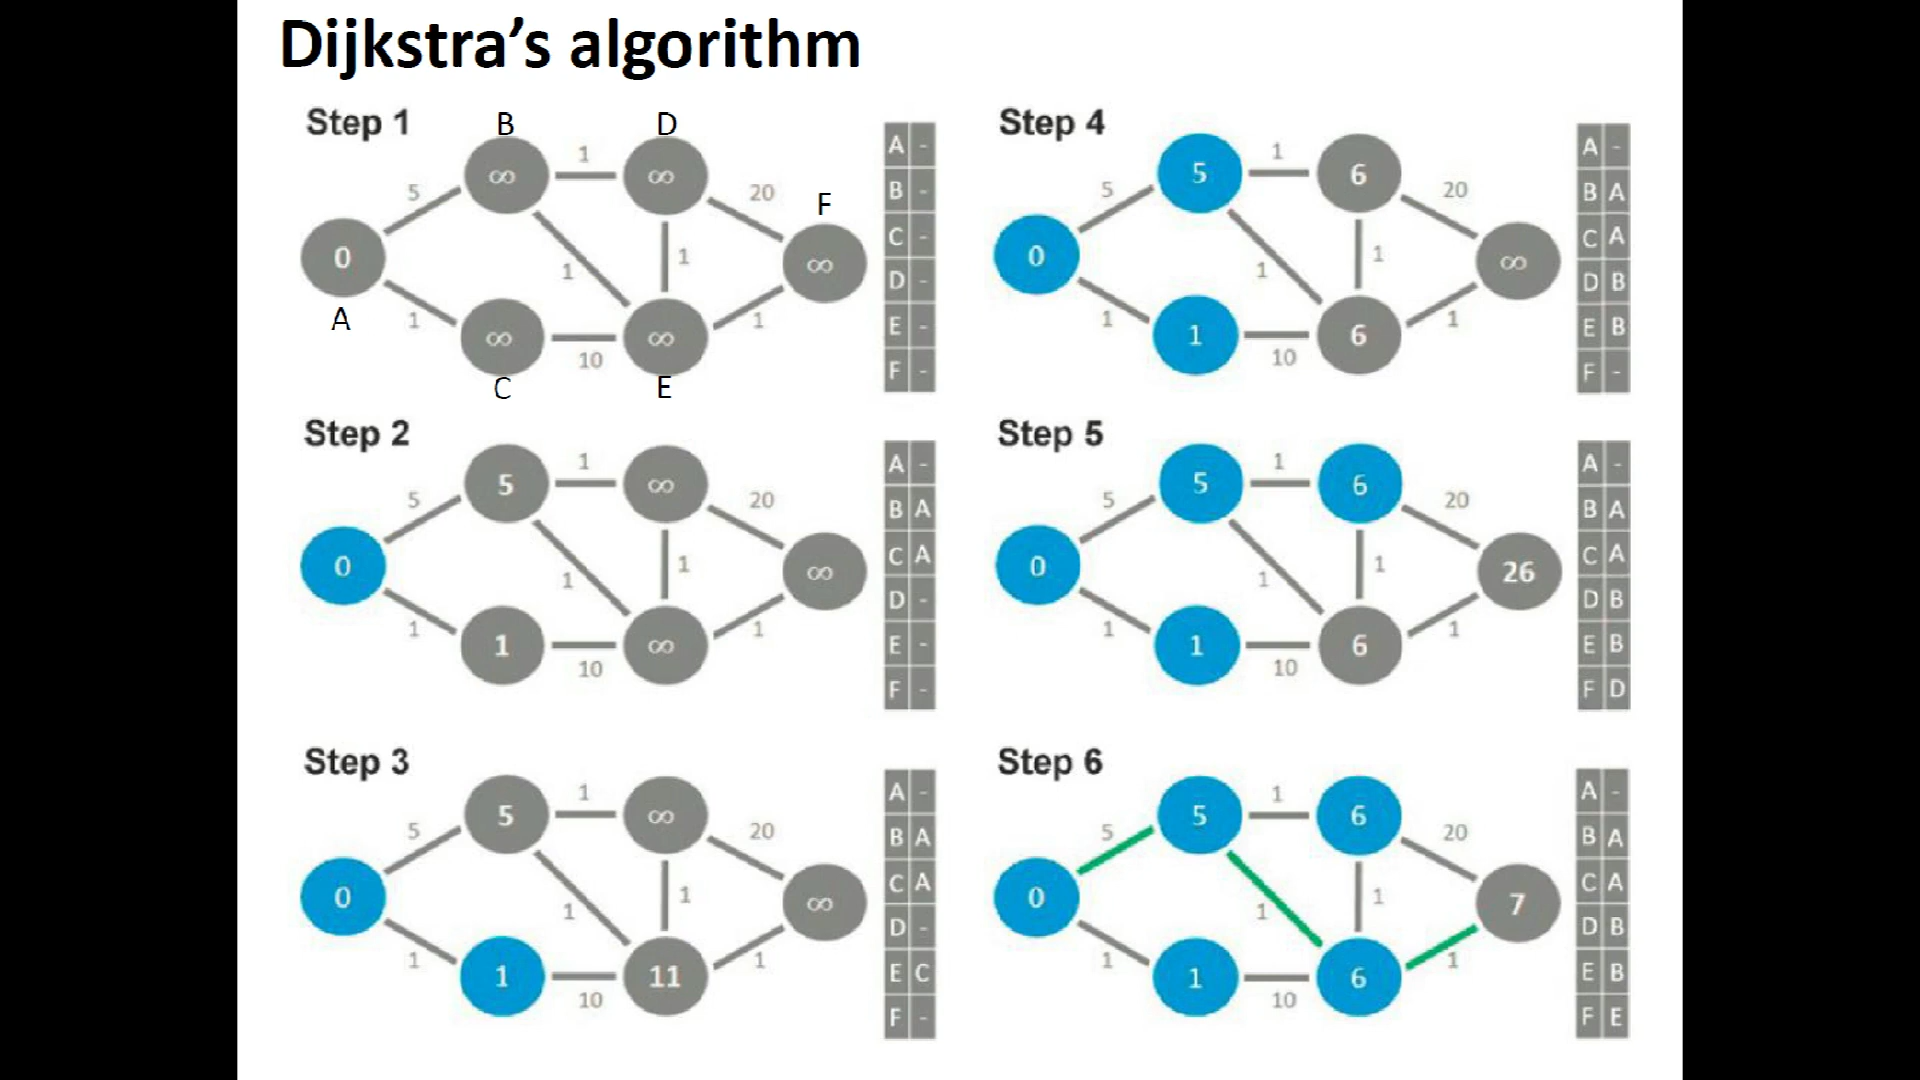 Dijkstra's algorithm
Step 1
B
D
F
A
C
E
∞
1
∞
5
20
0
∞
1
1
1
∞
10
∞
1
A -
B -
C -
D -
E -
F -
Step 2
5
1
∞
5
20
0
∞
1
1
1
1
10
∞
1
A -
B A
C A
D -
E -
F -
Step 3
5
1
∞
5
20
0
∞
1
1
1
1
10
11
1
A -
B A
C A
D -
E C
F -
Step 4
5
1
6
5
20
0
∞
1
1
1
1
10
6
1
A -
B A
C A
D B
E B
F -
Step 5
5
1
6
5
20
0
26
1
1
1
1
10
6
1
A -
B A
C A
D B
E B
F D
Step 6
5
1
6
5
20
0
7
1
1
1
1
10
6
1
A -
B A
C A
D B
E B
F E